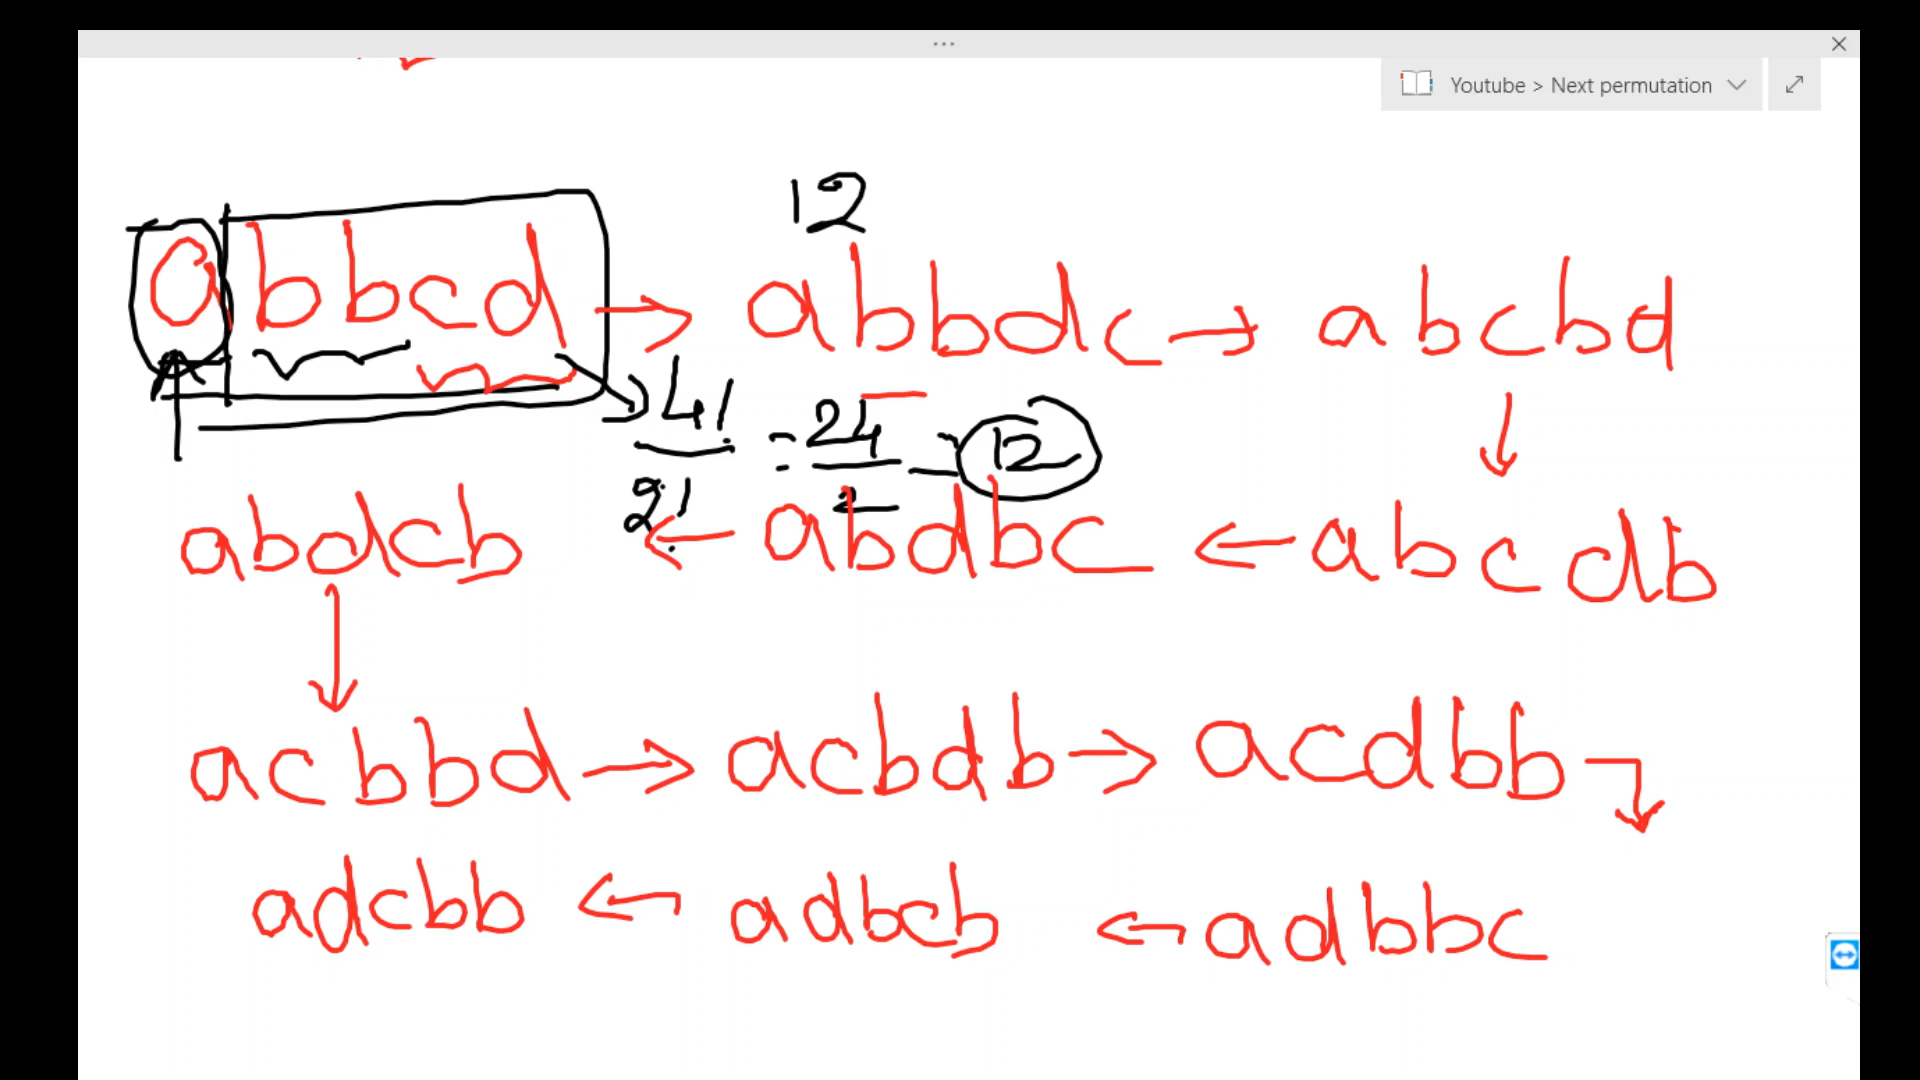 Youtube > Next permutation
12
abbcd → abbdc → abcbd
4! / 2! = 24 / 2 = 12
abdcb ← abdbc ← abcdb
acbbd → acbdb → acdbb
adcbb ← adbcb ← adbbc